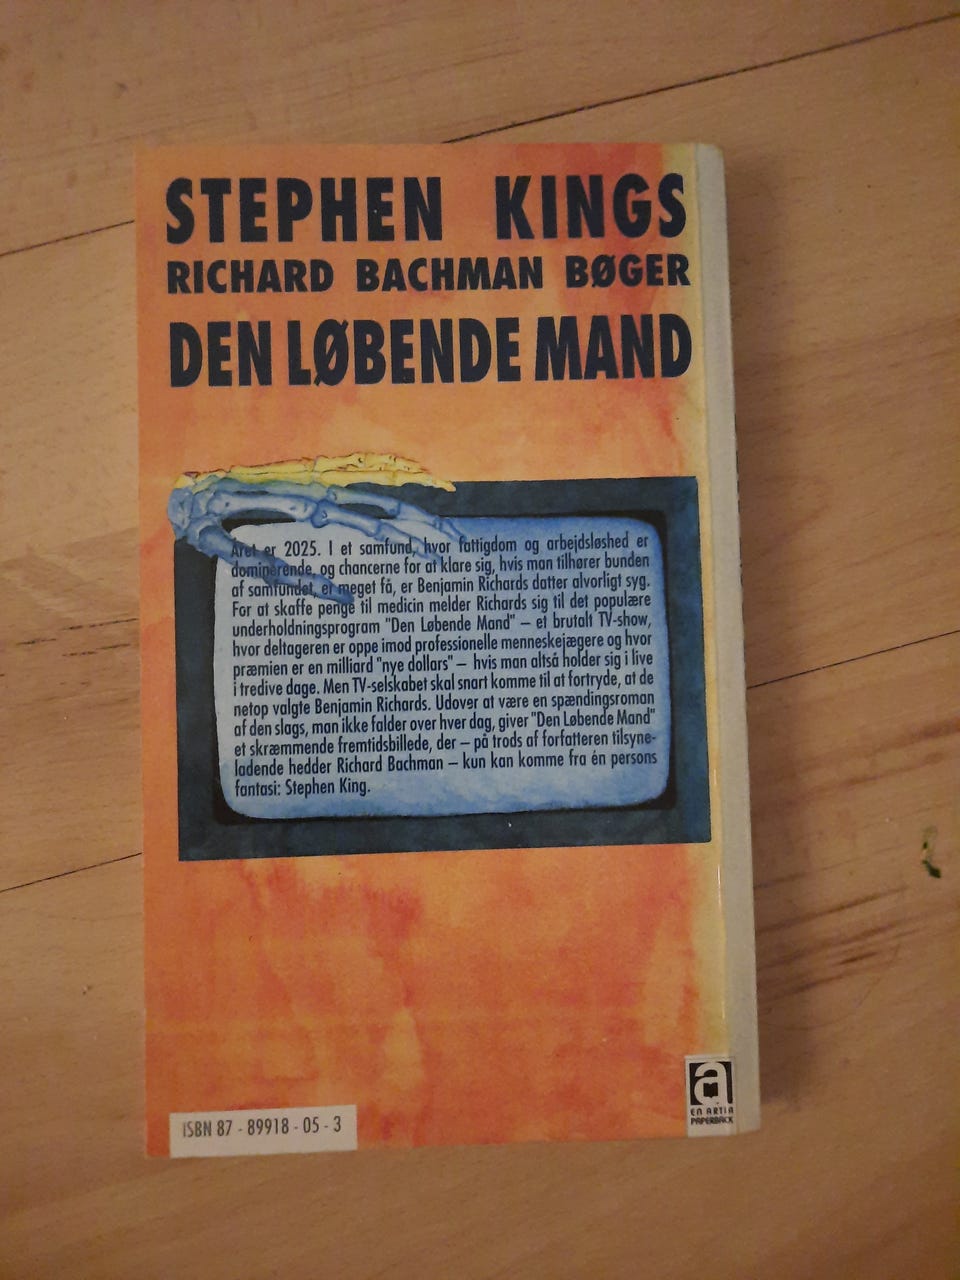 STEPHEN KINGS
RICHARD BACHMAN BØGER
DEN LØBENDE MAND
Året er 2025. I et samfund, hvor fattigdom og arbejdsløshed er
dominerende, og chancerne for at klare sig, hvis man tilhører bunden
af samfundet, er meget få, er Benjamin Richards datter alvorligt syg.
For at skaffe penge til medicin melder Richards sig til det populære
underholdningsprogram "Den Løbende Mand" – et brutalt TV-show,
hvor deltageren er oppe imod professionelle menneskejægere og hvor
præmien er en milliard "nye dollars" – hvis man altså holder sig i live
i tredive dage. Men TV-selskabet skal snart komme til at fortryde, at de
netop valgte Benjamin Richards. Udover at være en spændingsroman
af den slags, man ikke falder over hver dag, giver "Den Løbende Mand"
et skræmmende fremtidsbillede, der – på trods af forfatteren tilsyne-
ladende hedder Richard Bachman – kun kan komme fra én persons
fantasi: Stephen King.
ISBN 87 - 89918 - 05 - 3
a
EN ARTIA
PAPERBACK